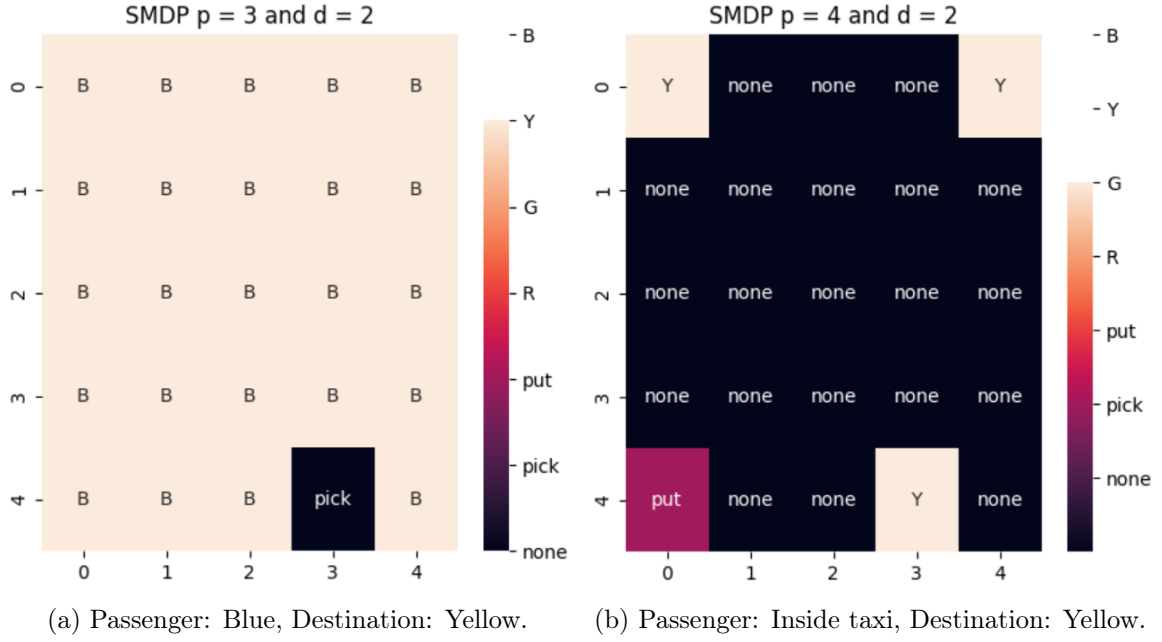 SMDP p = 3 and d = 2
0 B B B B B
1 B B B B B
2 B B B B B
3 B B B B B
4 B B B pick B
0 1 2 3 4
B
Y
G
R
put
pick
none
(a) Passenger: Blue, Destination: Yellow.
SMDP p = 4 and d = 2
0 Y none none none Y
1 none none none none none
2 none none none none none
3 none none none none none
4 put none none Y none
0 1 2 3 4
B
Y
G
R
put
pick
none
(b) Passenger: Inside taxi, Destination: Yellow.